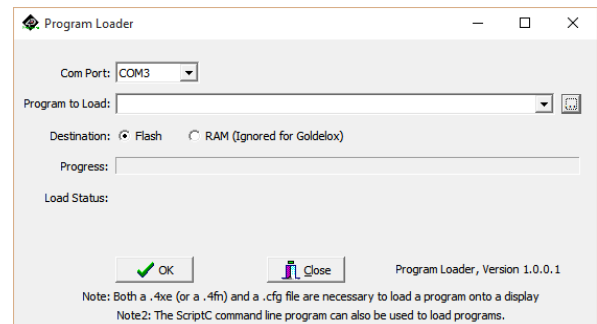 Program Loader
Com Port: COM3
Program to Load:
Destination: Flash RAM (Ignored for Goldelox)
Progress:
Load Status:
OK Close Program Loader, Version 1.0.0.1
Note: Both a .4xe (or a .4fn) and a .cfg file are necessary to load a program onto a display
Note2: The ScriptC command line program can also be used to load programs.